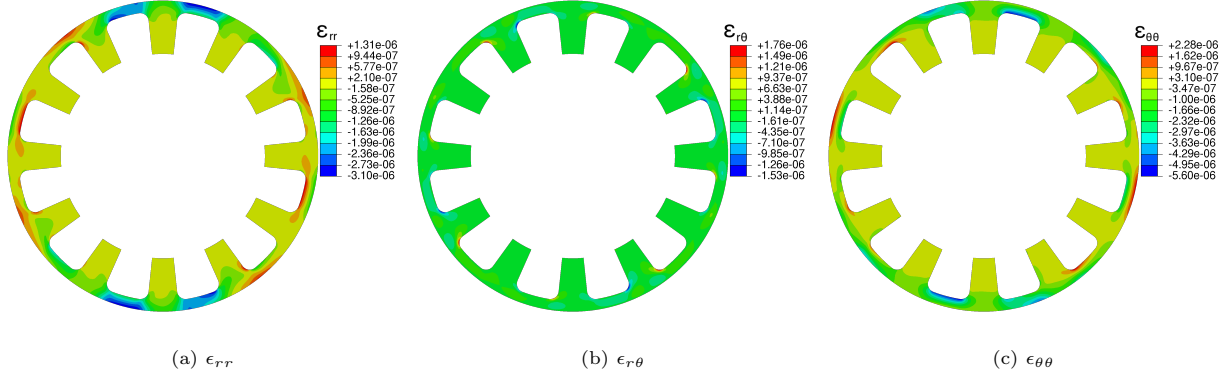 εrr
+1.31e-06
+9.44e-07
+5.77e-07
+2.10e-07
-1.58e-07
-5.25e-07
-8.92e-07
-1.26e-06
-1.63e-06
-1.99e-06
-2.36e-06
-2.73e-06
-3.10e-06
εrθ
+1.76e-06
+1.49e-06
+1.21e-06
+9.37e-07
+6.63e-07
+3.88e-07
+1.14e-07
-1.61e-07
-4.35e-07
-7.10e-07
-9.85e-07
-1.26e-06
-1.53e-06
εθθ
+2.28e-06
+1.62e-06
+9.67e-07
+3.10e-07
-3.47e-07
-1.00e-06
-1.66e-06
-2.32e-06
-2.97e-06
-3.63e-06
-4.29e-06
-4.95e-06
-5.60e-06
(a) ϵrr
(b) ϵrθ
(c) ϵθθ